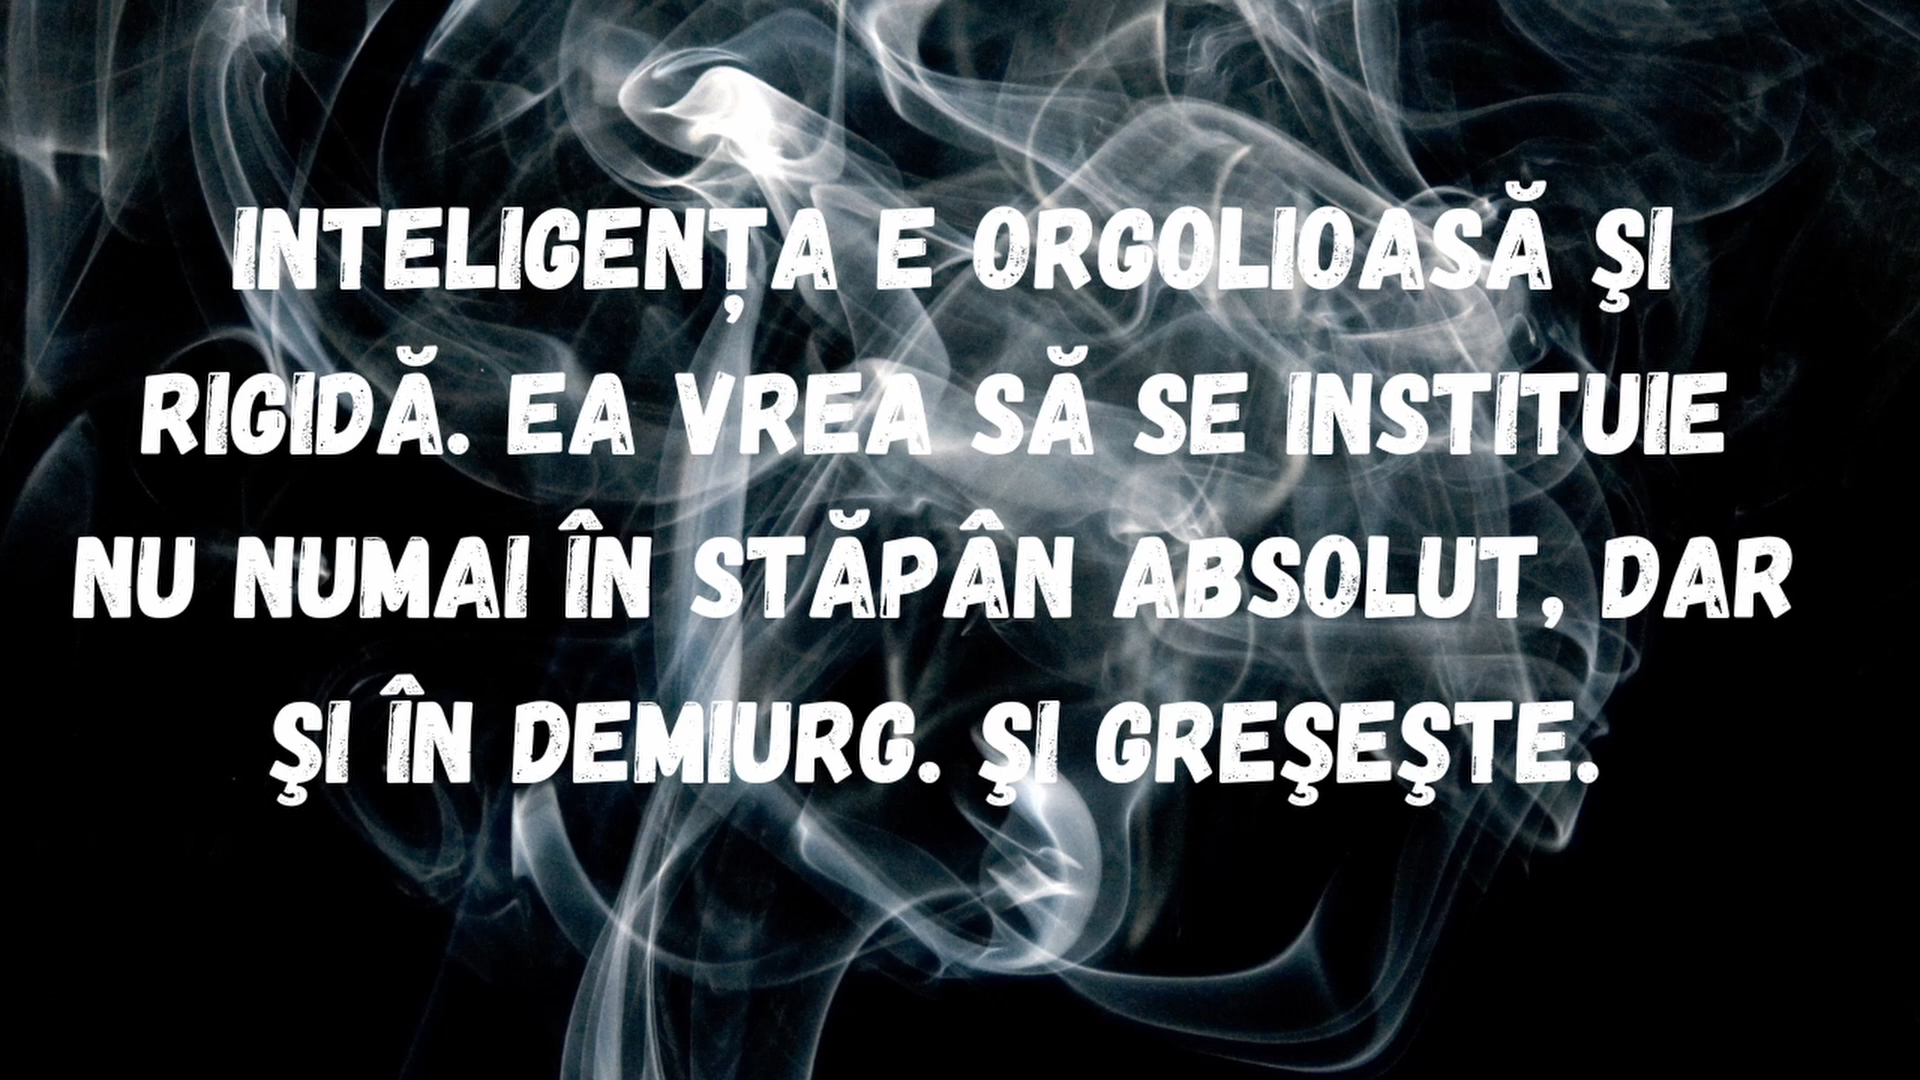 INTELIGENȚA E ORGOLIOASĂ ŞI
RIGIDĂ. EA VREA SĂ SE INSTITUIE
NU NUMAI ÎN STĂPÂN ABSOLUT, DAR
ŞI ÎN DEMIURG. ŞI GREŞEŞTE.